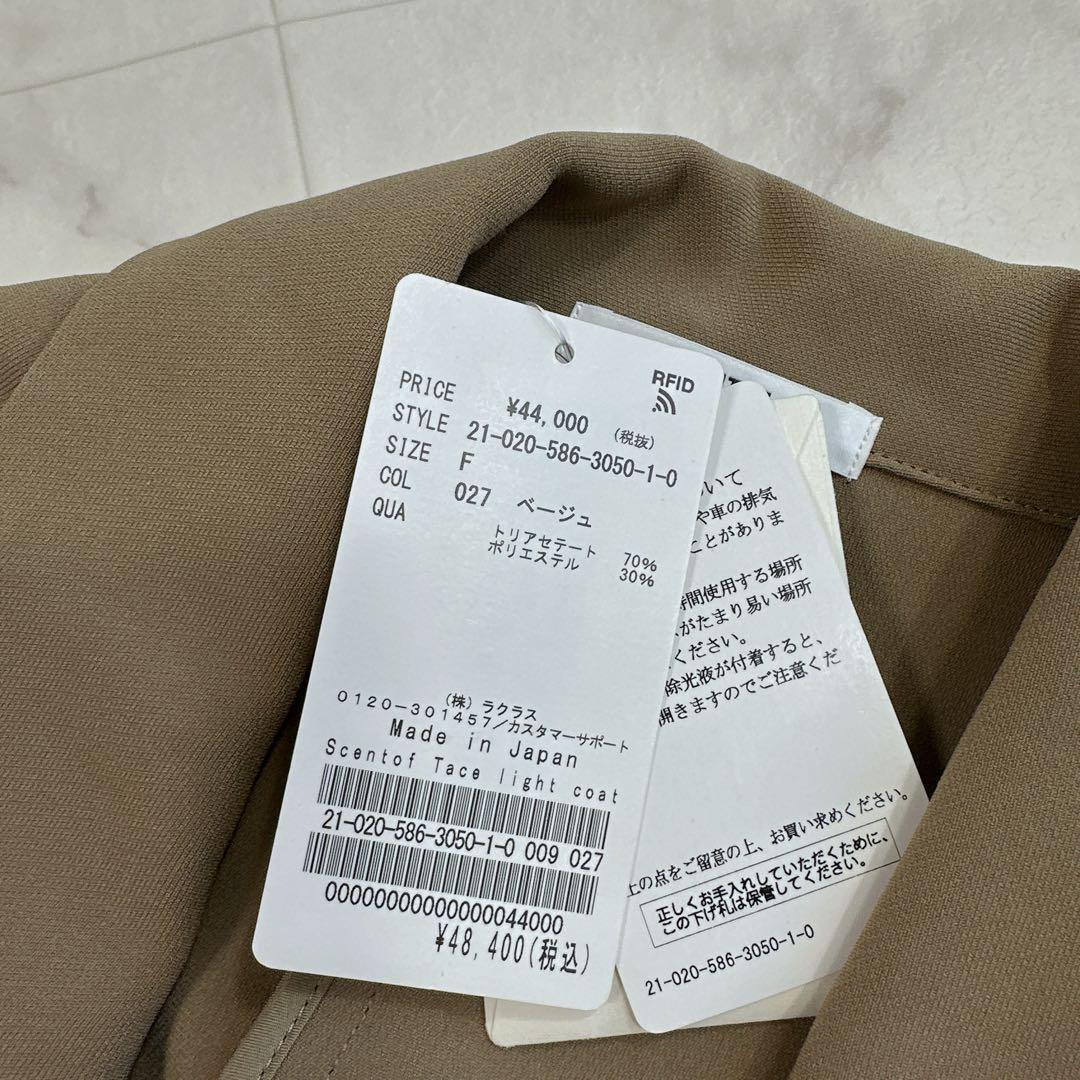 RFID
PRICE ¥44,000 (税抜)
STYLE 21-020-586-3050-1-0
SIZE F
COL 027 ベージュ
QUA
トリアセテート 70%
ポリエステル 30%
(株) ラクラス
0120-301457/カスタマーサポート
Made in Japan
Scentof Tace light coat
21-020-586-3050-1-0 009 027
00000000000000044000
¥48,400(税込)
いて
や車の排気
ことがありま
時間使用する場所
がたまり易い場所
ください。
除光液が付着すると、
開きますのでご注意くだ
上の点をご留意の上、お買い求めください。
正しくお手入れしていただくために、
この下げ札は保管してください。
21-020-586-3050-1-0